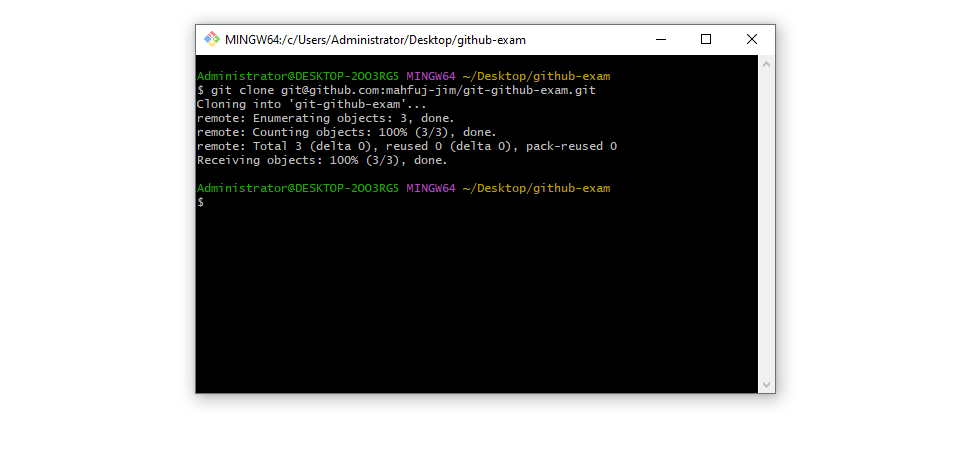 MINGW64:/c/Users/Administrator/Desktop/github-exam
Administrator@DESKTOP-2OO3RG5 MINGW64 ~/Desktop/github-exam
$ git clone git@github.com:mahfuj-jim/git-github-exam.git
Cloning into 'git-github-exam'...
remote: Enumerating objects: 3, done.
remote: Counting objects: 100% (3/3), done.
remote: Total 3 (delta 0), reused 0 (delta 0), pack-reused 0
Receiving objects: 100% (3/3), done.
Administrator@DESKTOP-2OO3RG5 MINGW64 ~/Desktop/github-exam
$